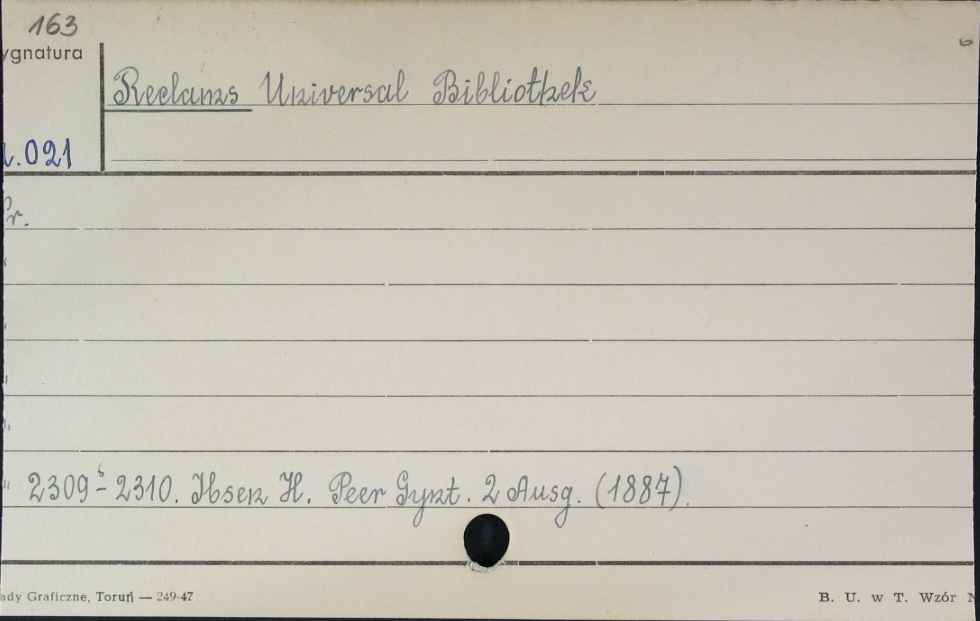 163
ygnatura
Reclams Universal Bibliothek
.021
r.
" 2309 b - 2310. Ibsen H. Peer Gynt. 2 Ausg. (1887).
ady Graficzne, Toruń — 249-47
B. U. w T. Wzór N